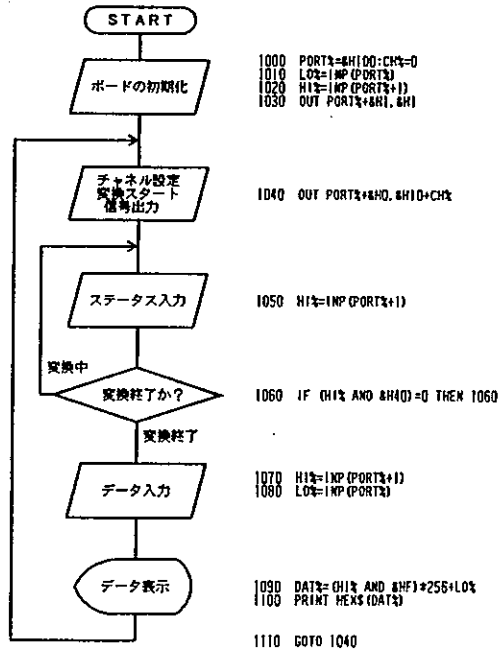 START
ボードの初期化
1000 PORT%=&H1D0:CH%=0
1010 LO%=INP(PORT%)
1020 HI%=INP(PORT%+1)
1030 OUT PORT%+&H1,&H1
チャネル設定
変換スタート
信号出力
1040 OUT PORT%+&H0,&H10+CH%
ステータス入力
1050 HI%=INP(PORT%+1)
変換中
変換終了か?
1060 IF (HI% AND &H40)=0 THEN 1060
変換終了
データ入力
1070 HI%=INP(PORT%+1)
1080 LO%=INP(PORT%)
データ表示
1090 DAT%=(HI% AND &HF)*256+LO%
1100 PRINT HEX$(DAT%)
1110 GOTO 1040